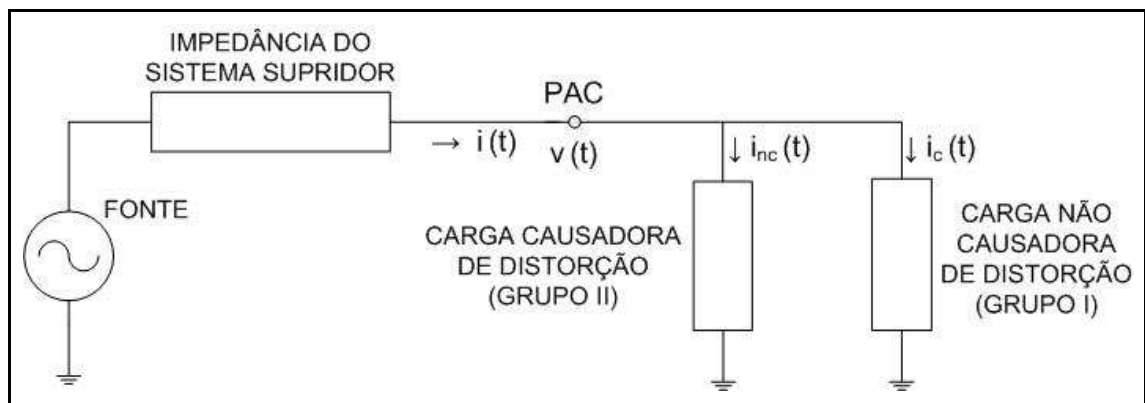 IMPEDÂNCIA DO
SISTEMA SUPRIDOR
PAC
→ i (t)
v (t)
↓ inc (t)
↓ ic (t)
FONTE
CARGA CAUSADORA
DE DISTORÇÃO
(GRUPO II)
CARGA NÃO
CAUSADORA
DE DISTORÇÃO
(GRUPO I)